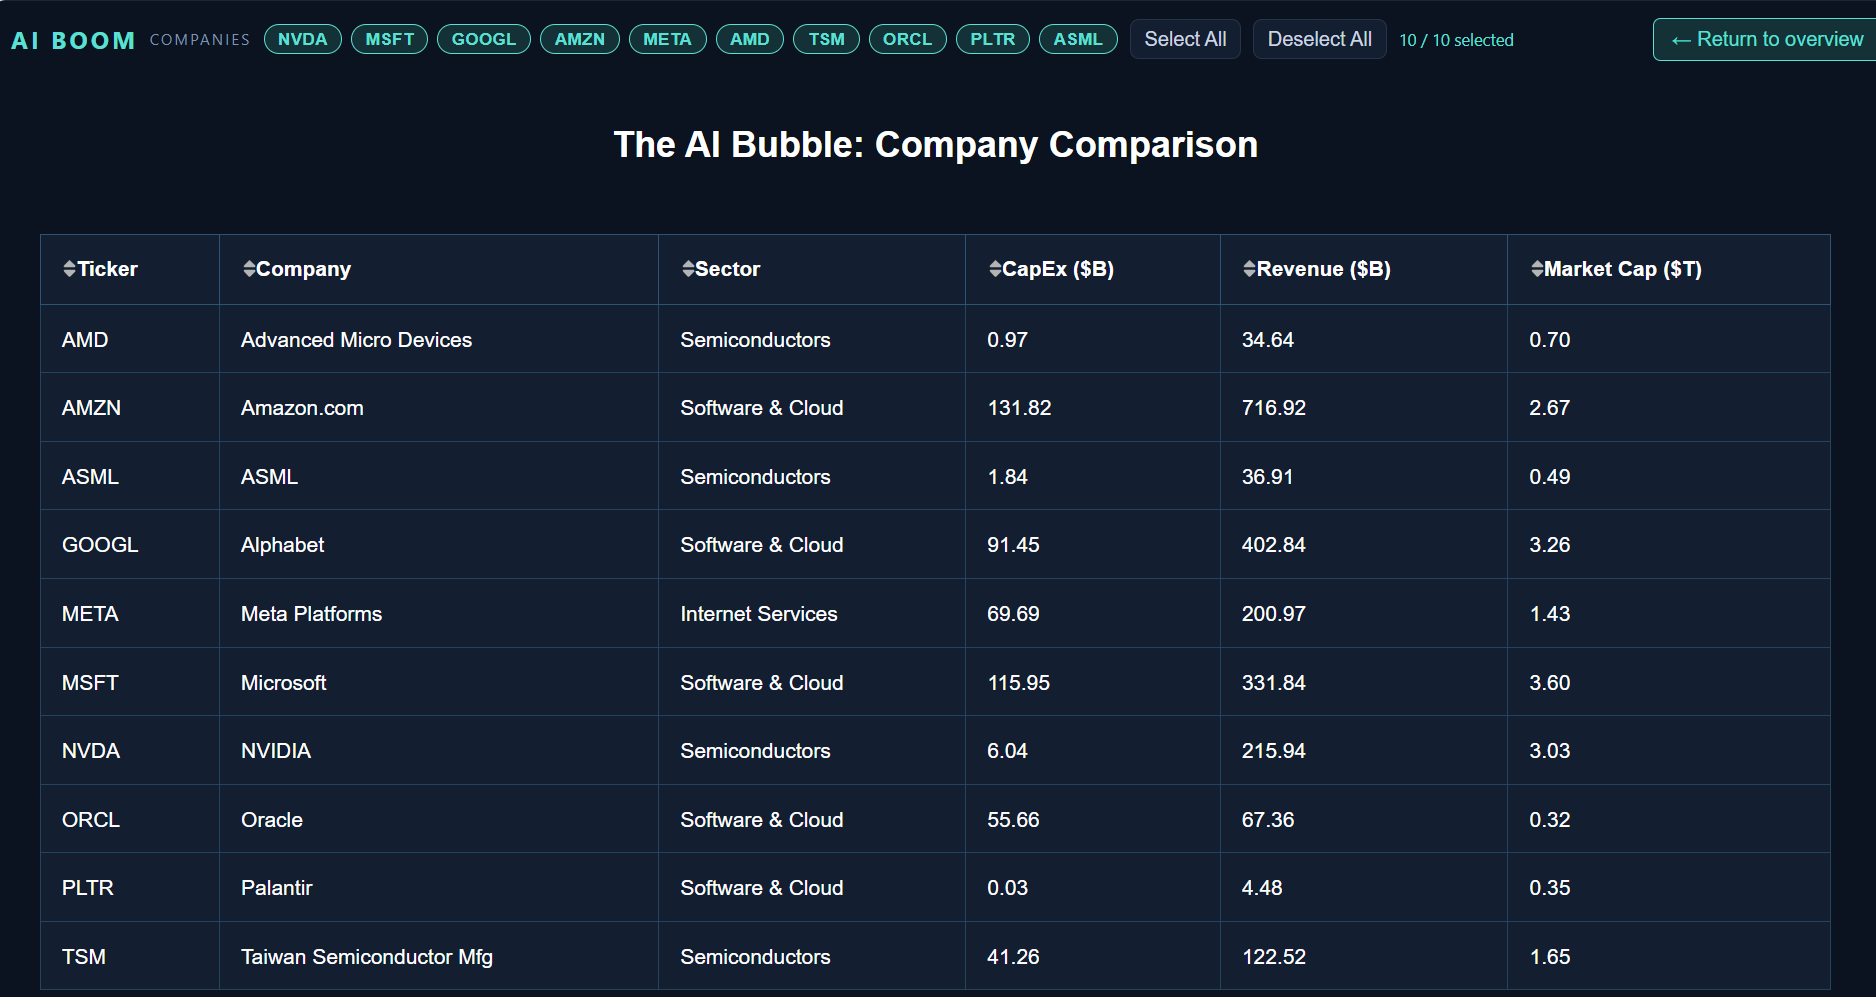 AI BOOM COMPANIES NVDA MSFT GOOGL AMZN META AMD TSM ORCL PLTR ASML Select All Deselect All 10 / 10 selected ← Return to overview
The AI Bubble: Company Comparison
Ticker Company Sector CapEx ($B) Revenue ($B) Market Cap ($T)
AMD Advanced Micro Devices Semiconductors 0.97 34.64 0.70
AMZN Amazon.com Software & Cloud 131.82 716.92 2.67
ASML ASML Semiconductors 1.84 36.91 0.49
GOOGL Alphabet Software & Cloud 91.45 402.84 3.26
META Meta Platforms Internet Services 69.69 200.97 1.43
MSFT Microsoft Software & Cloud 115.95 331.84 3.60
NVDA NVIDIA Semiconductors 6.04 215.94 3.03
ORCL Oracle Software & Cloud 55.66 67.36 0.32
PLTR Palantir Software & Cloud 0.03 4.48 0.35
TSM Taiwan Semiconductor Mfg Semiconductors 41.26 122.52 1.65